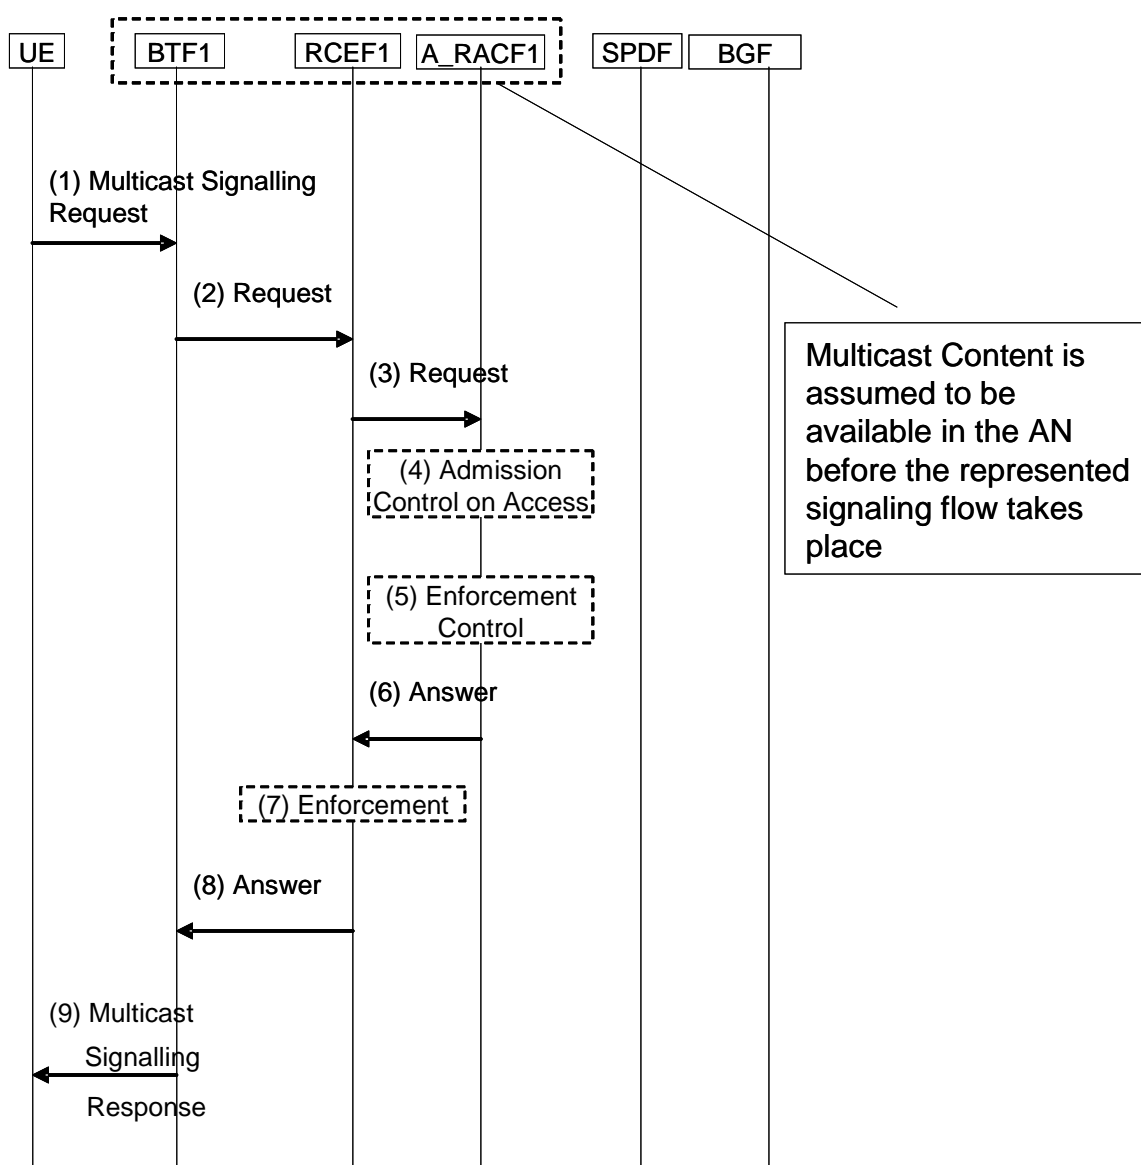 UE
BTF1
RCEF1
A_RACF1
SPDF
BGF
(1) Multicast Signalling
Request
(2) Request
(3) Request
Multicast Content is
assumed to be
available in the AN
before the represented
signaling flow takes
place
(4) Admission
Control on Access
(5) Enforcement
Control
(6) Answer
(7) Enforcement
(8) Answer
(9) Multicast
Signalling
Response